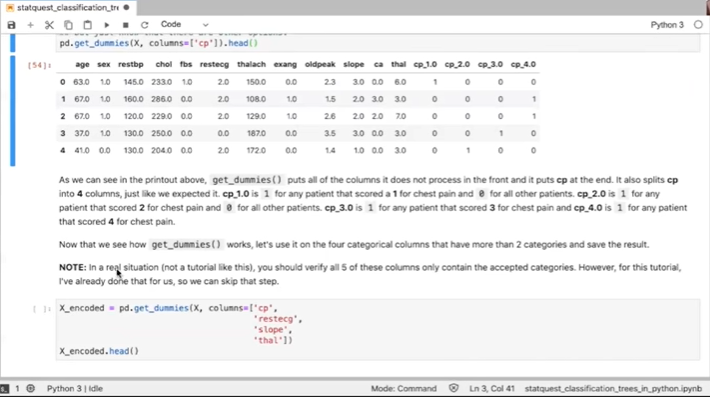 statquest_classification_tre
Code
Python 3
pd.get_dummies(X, columns=['cp']).head()
[54]:
age sex restbp chol fbs restecg thalach exang oldpeak slope ca thal cp_1.0 cp_2.0 cp_3.0 cp_4.0
0 63.0 1.0 145.0 233.0 1.0 2.0 150.0 0.0 2.3 3.0 0.0 6.0 1 0 0 0
1 67.0 1.0 160.0 286.0 0.0 2.0 108.0 1.0 1.5 2.0 3.0 3.0 0 0 0 1
2 67.0 1.0 120.0 229.0 0.0 2.0 129.0 1.0 2.6 2.0 2.0 7.0 0 0 0 1
3 37.0 1.0 130.0 250.0 0.0 0.0 187.0 0.0 3.5 3.0 0.0 3.0 0 0 1 0
4 41.0 0.0 130.0 204.0 0.0 2.0 172.0 0.0 1.4 1.0 0.0 3.0 0 1 0 0
As we can see in the printout above, get_dummies() puts all of the columns it does not process in the front and it puts cp at the end. It also splits cp
into 4 columns, just like we expected it. cp_1.0 is 1 for any patient that scored a 1 for chest pain and 0 for all other patients. cp_2.0 is 1 for any
patient that scored 2 for chest pain and 0 for all other patients. cp_3.0 is 1 for any patient that scored 3 for chest pain and cp_4.0 is 1 for any patient
that scored 4 for chest pain.
Now that we see how get_dummies() works, let's use it on the four categorical columns that have more than 2 categories and save the result.
NOTE: In a real situation (not a tutorial like this), you should verify all 5 of these columns only contain the accepted categories. However, for this tutorial,
I've already done that for us, so we can skip that step.
[ ]:
X_encoded = pd.get_dummies(X, columns=['cp',
'restecg',
'slope',
'thal'])
X_encoded.head()
1 Python 3 | Idle
Mode: Command
Ln 3, Col 41
statquest_classification_trees_in_python.ipynb